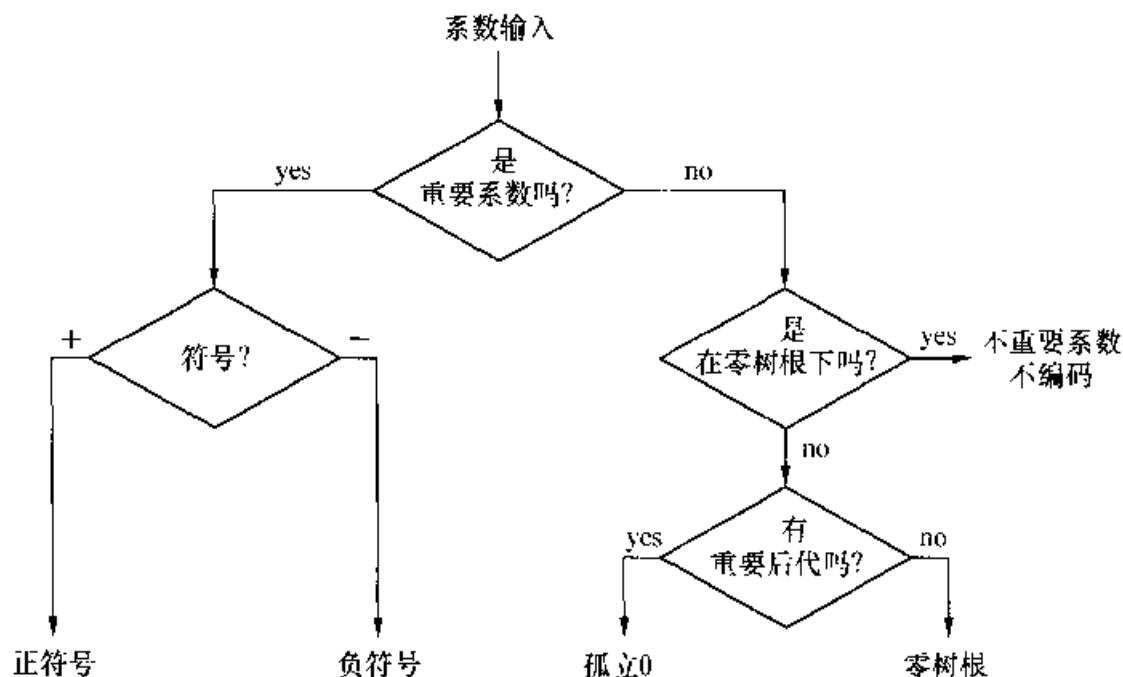 系数输入
是
重要系数吗?
yes
no
符号?
+
−
是
在零树根下吗?
yes
不重要系数
不编码
no
有
重要后代吗?
yes
no
正符号
负符号
孤立0
零树根